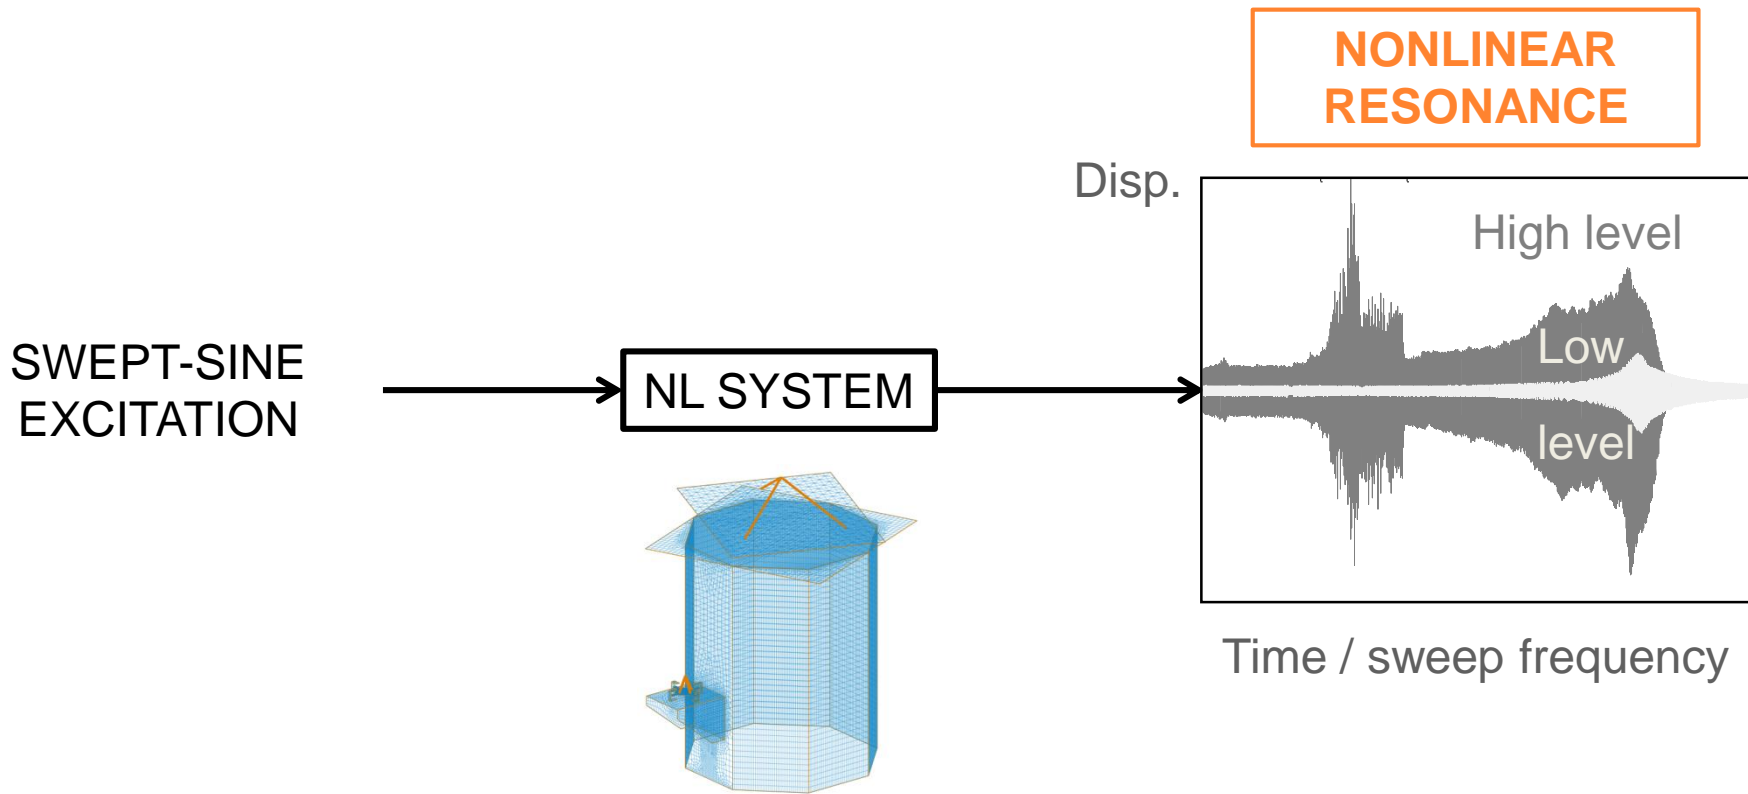 NONLINEAR
RESONANCE
Disp.
High level
Low
level
SWEPT-SINE
EXCITATION
NL SYSTEM
Time / sweep frequency